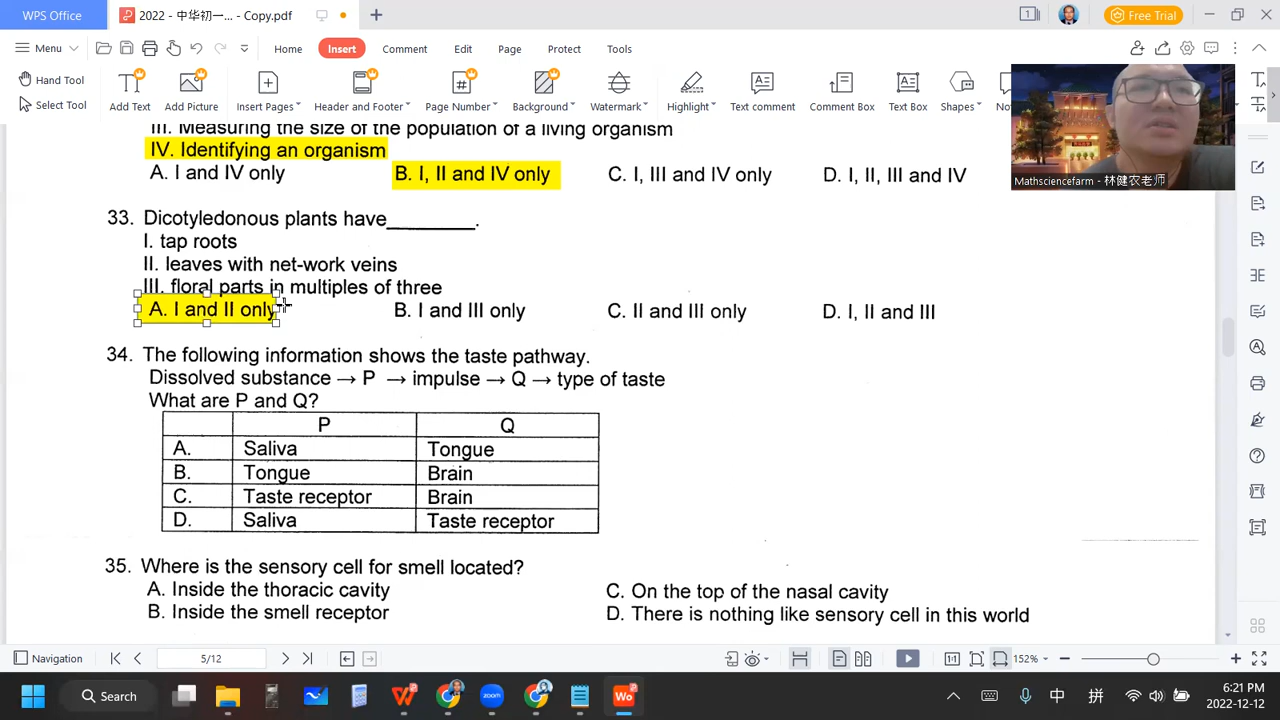 WPS Office
2022 - 中华初一... - Copy.pdf
1
Free Trial
Menu
Home
Insert
Comment
Edit
Page
Protect
Tools
Hand Tool
Select Tool
Add Text
Add Picture
Insert Pages
Header and Footer
Page Number
Background
Watermark
Highlight
Text comment
Comment Box
Text Box
Shapes
Mathsciencefarm - 林健农老师
III. Measuring the size of the population of a living organism
IV. Identifying an organism
A. I and IV only B. I, II and IV only C. I, III and IV only D. I, II, III and IV
33. Dicotyledonous plants have________.
I. tap roots
II. leaves with net-work veins
III. floral parts in multiples of three
A. I and II only B. I and III only C. II and III only D. I, II and III
34. The following information shows the taste pathway.
Dissolved substance → P → impulse → Q → type of taste
What are P and Q?
P Q
A. Saliva Tongue
B. Tongue Brain
C. Taste receptor Brain
D. Saliva Taste receptor
35. Where is the sensory cell for smell located?
A. Inside the thoracic cavity C. On the top of the nasal cavity
B. Inside the smell receptor D. There is nothing like sensory cell in this world
Navigation
5/12
1:1
152%
Search
zoom
Wo
中
拼
6:21 PM
2022-12-12